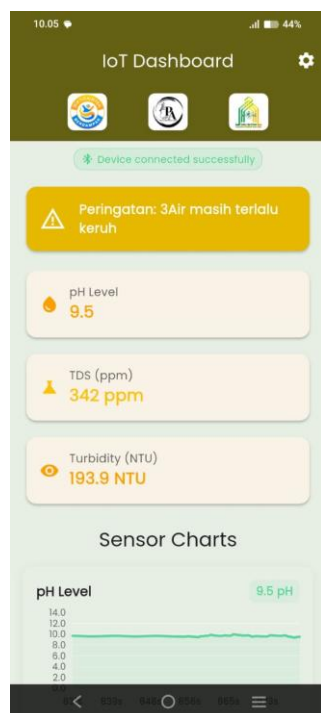 10.05
44%
IoT Dashboard
Device connected successfully
Peringatan: 3Air masih terlalu
keruh
pH Level
9.5
TDS (ppm)
342 ppm
Turbidity (NTU)
193.9 NTU
Sensor Charts
pH Level
9.5 pH
14.0
12.0
10.0
8.0
6.0
4.0
2.0
0.0